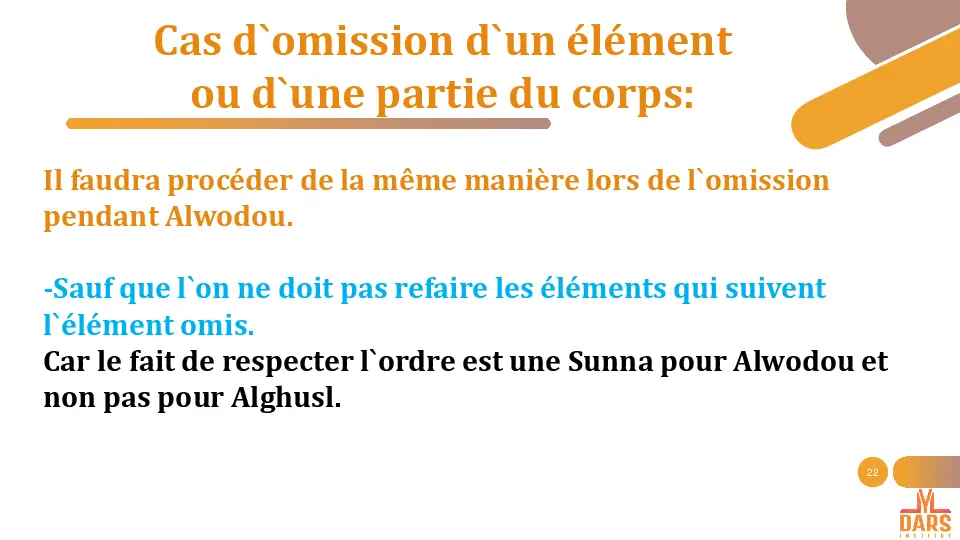 Cas d`omission d`un élément
ou d`une partie du corps:
Il faudra procéder de la même manière lors de l`omission
pendant Alwodou.
-Sauf que l`on ne doit pas refaire les éléments qui suivent
l`élément omis.
Car le fait de respecter l`ordre est une Sunna pour Alwodou et
non pas pour Alghusl.
22
DARS
INSTITUT